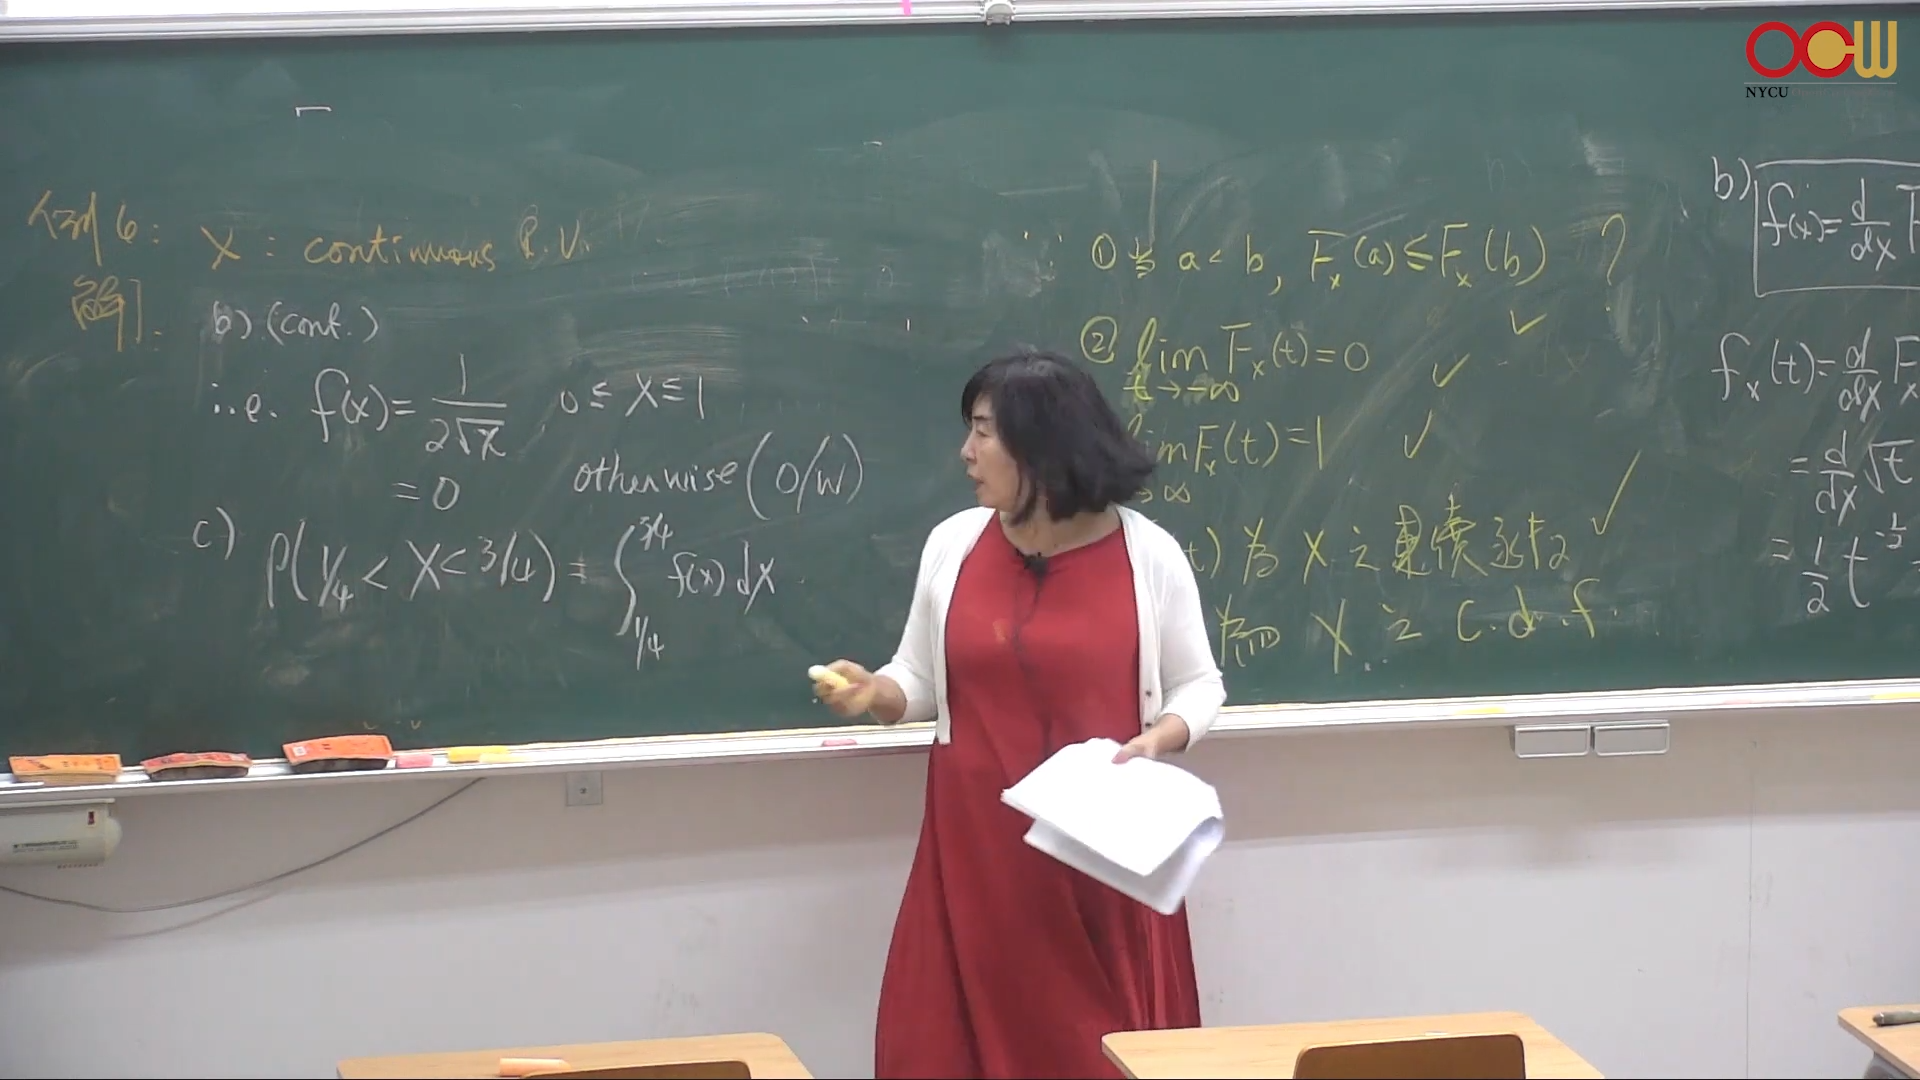 例6: X : continuous R.V.
解]. b) (cont.)
i.e. f(x) = 1/(2√x) 0 ≤ X ≤ 1
= 0 otherwise (O/W)
c) P(1/4 < X < 3/4) = ∫_{1/4}^{3/4} f(x) dx
∵ ① 當 a < b, F_x(a) ≤ F_x(b) ?
② lim F_x(t) = 0
t → -∞
lim F_x(t) = 1
→ ∞
t) 為 X 之連續函數
為 X 之 c.d.f.
b) f(x) = d/dx F
f_x(t) = d/dx F_x
= d/dx √t
= 1/2 t^{-1/2}
OCW
NYCU